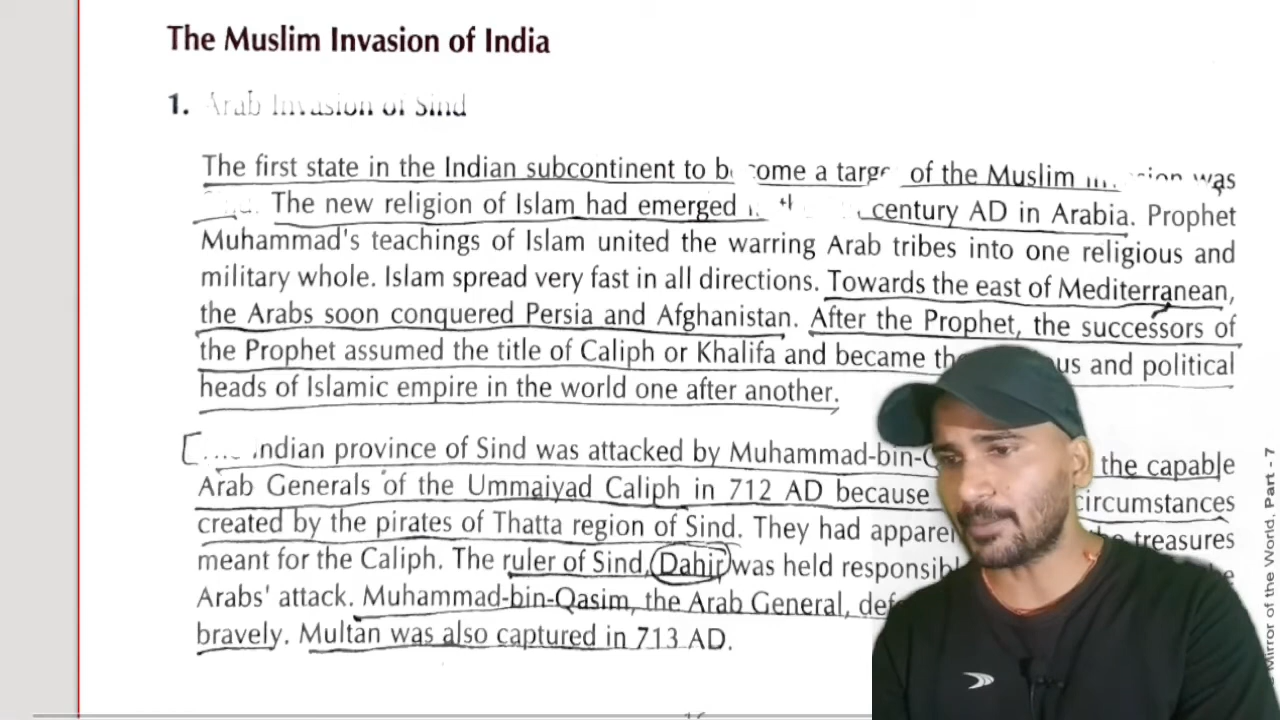 The Muslim Invasion of India
1. Arab Invasion of Sind
The first state in the Indian subcontinent to become a target of the Muslim was
The new religion of Islam had emerged century AD in Arabia. Prophet
Muhammad's teachings of Islam united the warring Arab tribes into one religious and
military whole. Islam spread very fast in all directions. Towards the east of Mediterranean,
the Arabs soon conquered Persia and Afghanistan. After the Prophet, the successors of
the Prophet assumed the title of Caliph or Khalifa and became and political
heads of Islamic empire in the world one after another.
Indian province of Sind was attacked by the capable
Arab Generals of the Ummaiyad Caliph in 712 AD because circumstances
created by the pirates of Thatta region of Sind. They had treasures
meant for the Caliph. The ruler of Sind, Dahir was held
Arabs' attack. Muhammad-bin-Qasim, the Arab General,
bravely. Multan was also captured in 713 AD.
Mirror of the World, Part - 7